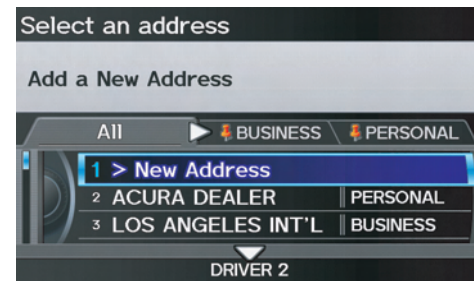 Select an address
Add a New Address
All BUSINESS PERSONAL
1 > New Address
2 ACURA DEALER PERSONAL
3 LOS ANGELES INT'L BUSINESS
DRIVER 2